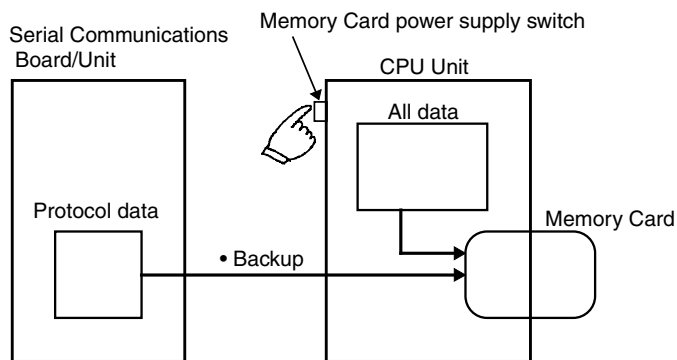 Memory Card power supply switch
Serial Communications
Board/Unit
CPU Unit
All data
Protocol data
Memory Card
• Backup